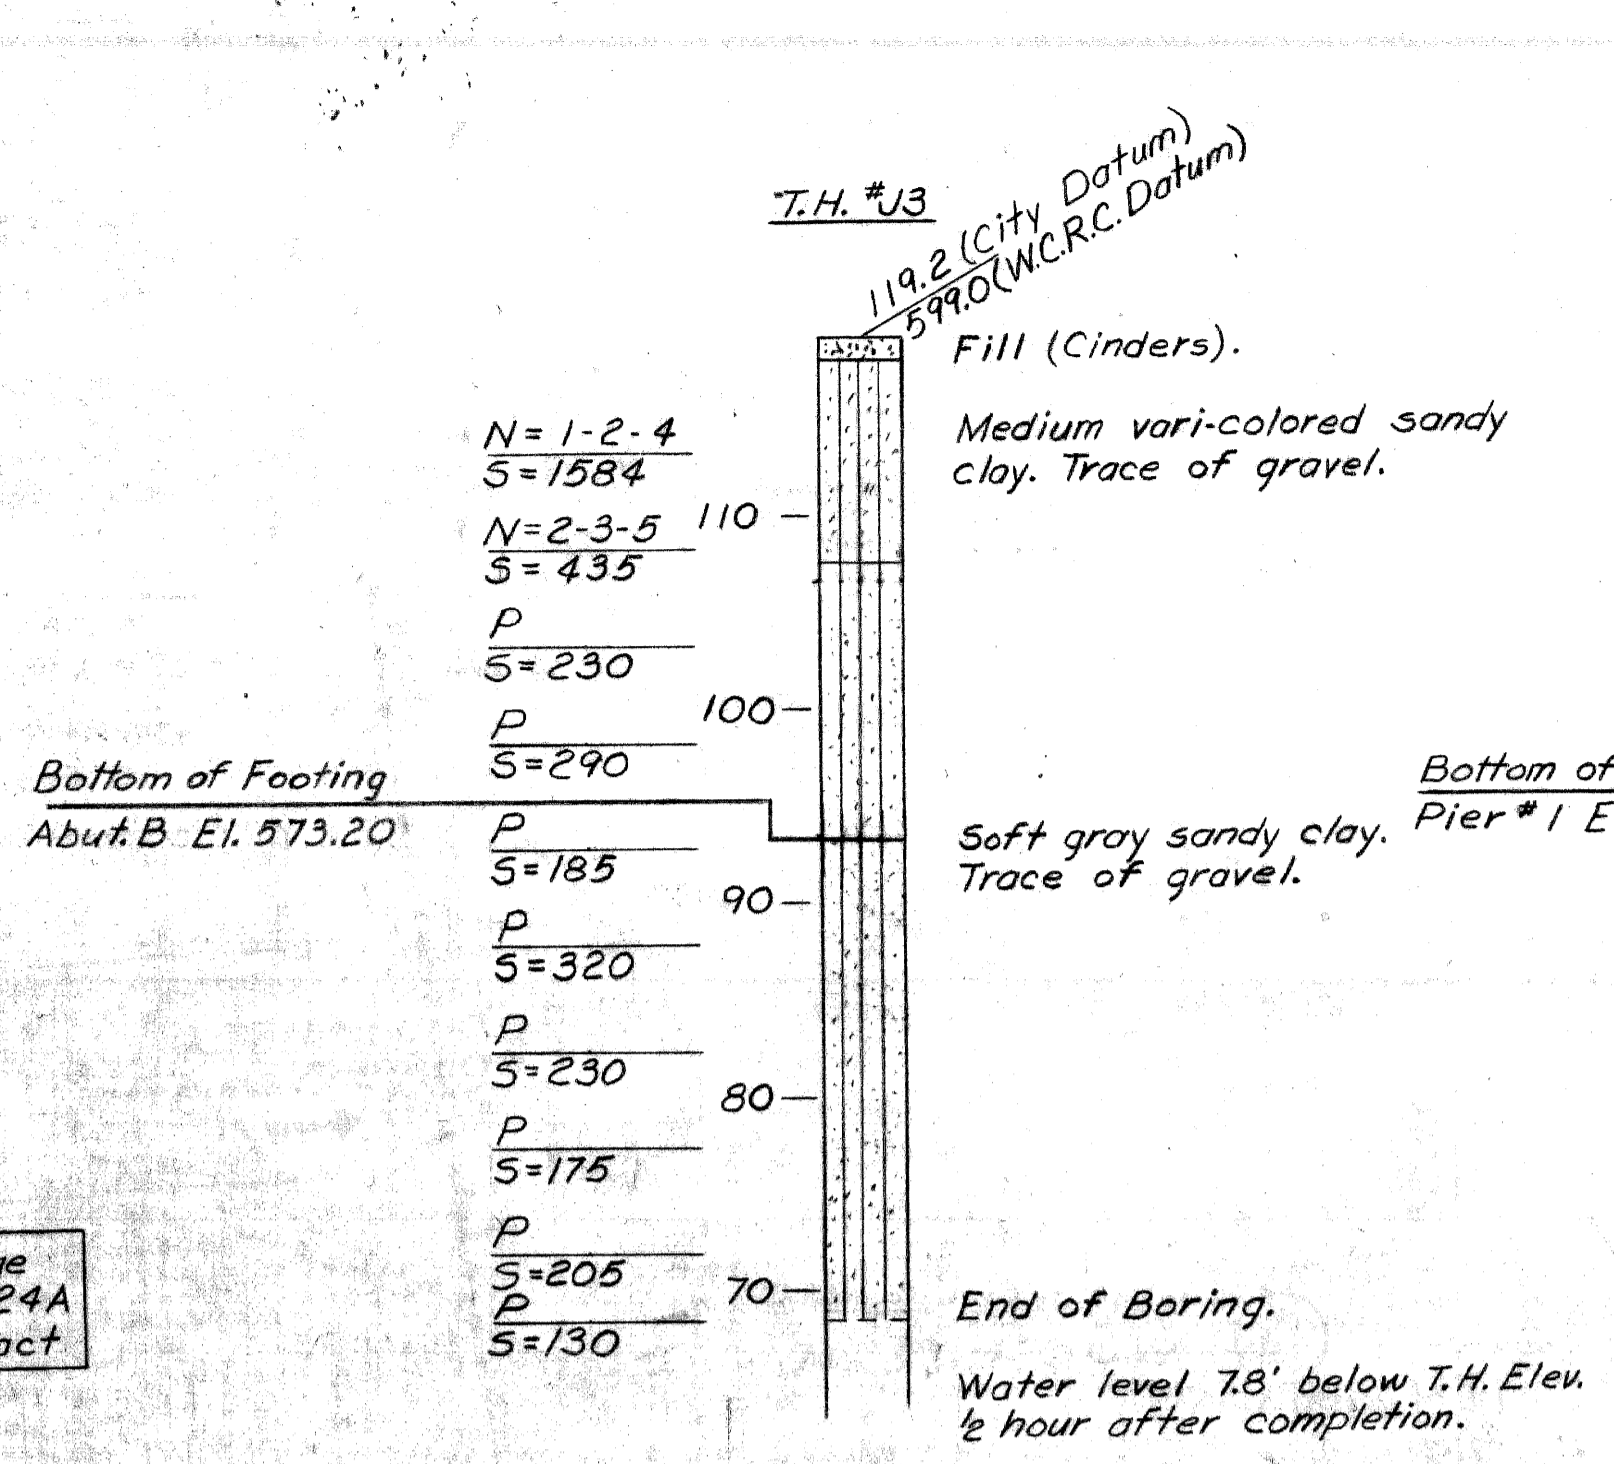 T.H. #J3
119.2 (City Datum)
599.0 (W.C.R.C. Datum)
Fill (Cinders).
Medium vari-colored sandy
clay. Trace of gravel.
N = 1-2-4
S = 1584
110
N=2-3-5
S = 435
P
S=230
100
P
S=290
Bottom of Footing
Abut. B El. 573.20
P
S=185
Soft gray sandy clay.
Trace of gravel.
Bottom of
Pier #1 E
90
P
S=320
P
S=230
80
P
S=175
P
S=205
70
P
S=130
24A
End of Boring.
Water level 7.8' below T.H. Elev.
½ hour after completion.